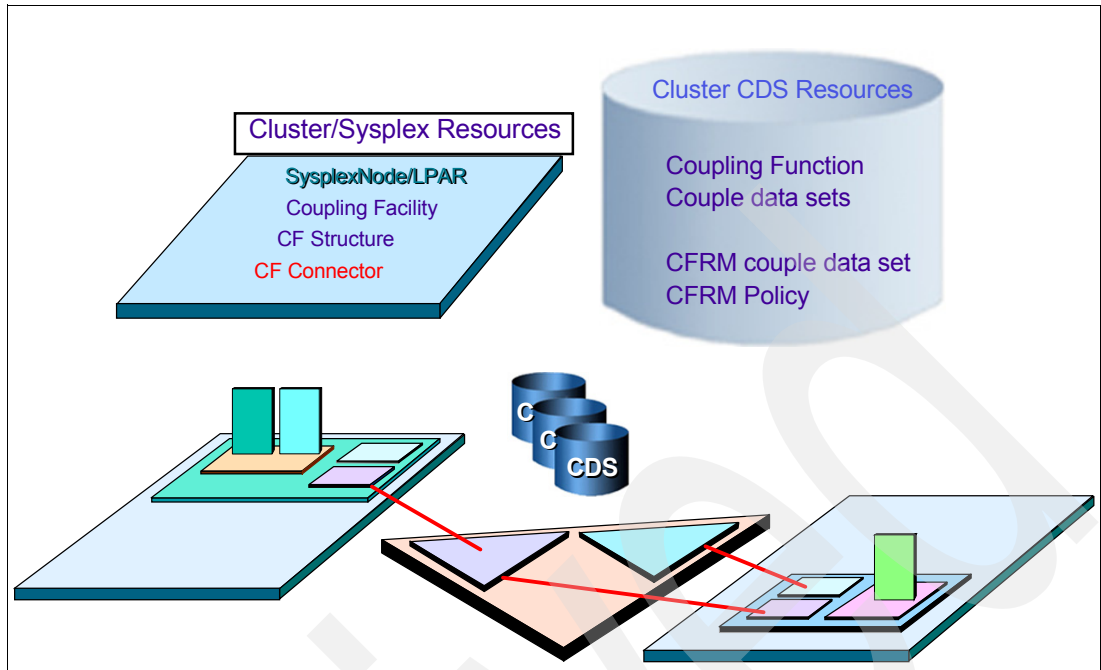 Cluster/Sysplex Resources
SysplexNode/LPAR
Coupling Facility
CF Structure
CF Connector
Cluster CDS Resources
Coupling Function
Couple data sets
CFRM couple data set
CFRM Policy
C
C
CDS